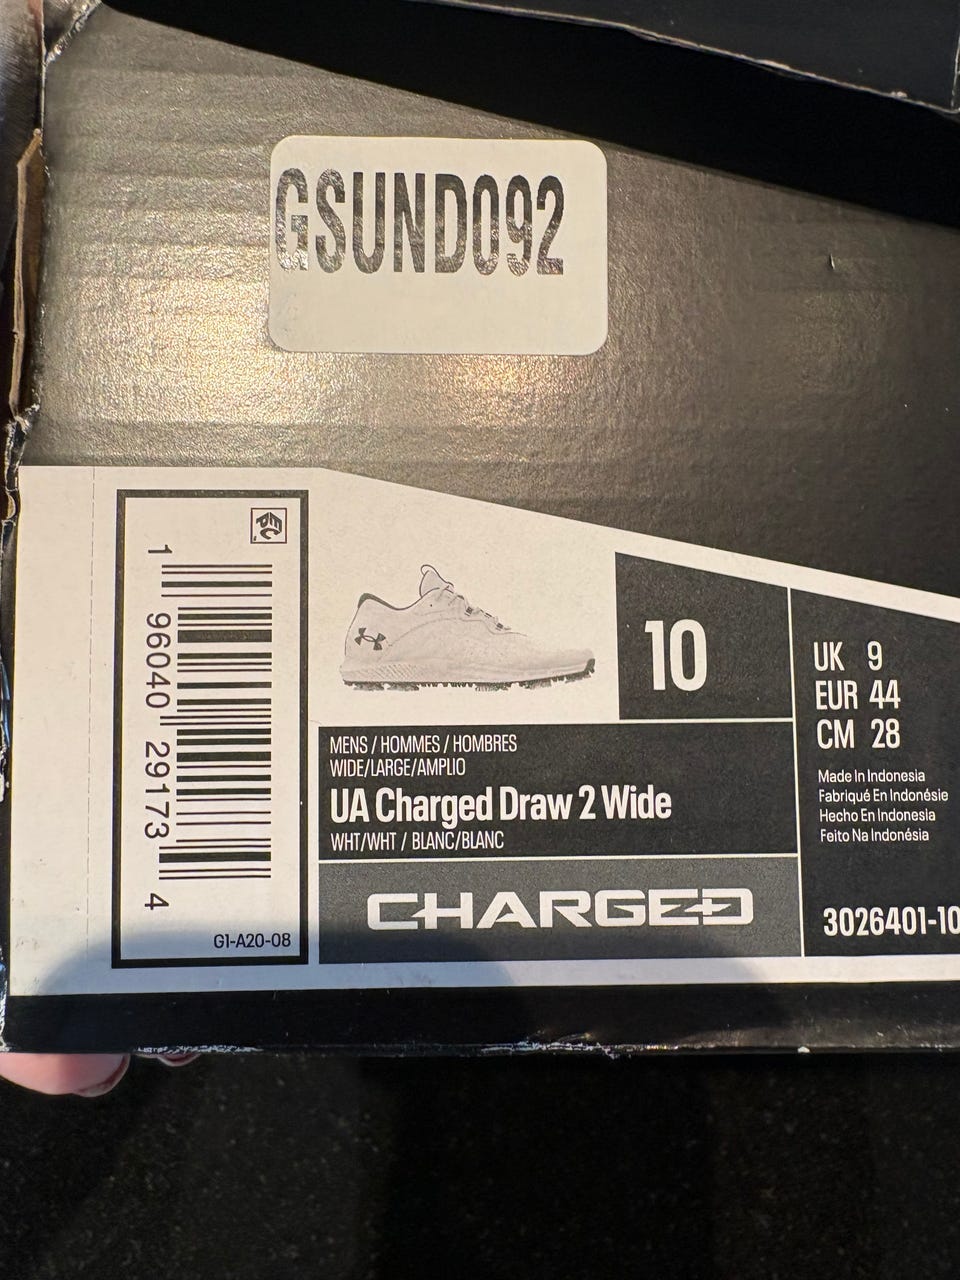 GSUND092
EPC
1 96040 29173 4
G1-A20-08
10
MENS / HOMMES / HOMBRES
WIDE/LARGE/AMPLIO
UA Charged Draw 2 Wide
WHT/WHT / BLANC/BLANC
CHARGED
UK 9
EUR 44
CM 28
Made In Indonesia
Fabriqué En Indonésie
Hecho En Indonesia
Feito Na Indonésia
3026401-10